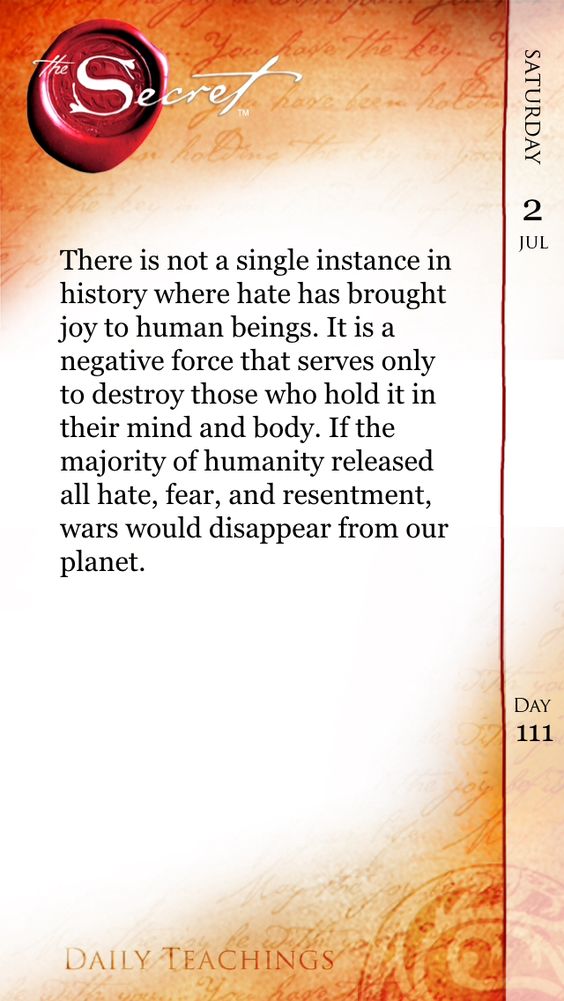 the Secret™
SATURDAY
2
JUL
There is not a single instance in
history where hate has brought
joy to human beings. It is a
negative force that serves only
to destroy those who hold it in
their mind and body. If the
majority of humanity released
all hate, fear, and resentment,
wars would disappear from our
planet.
DAY
111
DAILY TEACHINGS